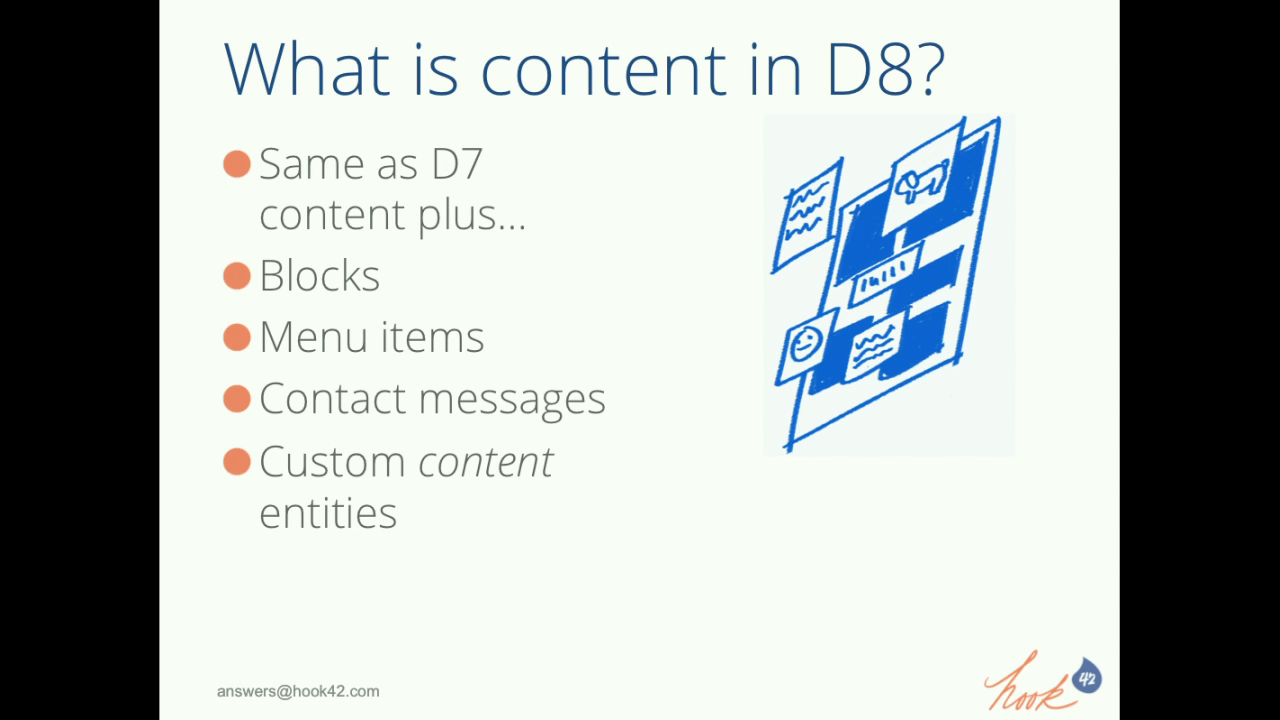 What is content in D8?
Same as D7
content plus...
Blocks
Menu items
Contact messages
Custom content
entities
answers@hook42.com
hook 42